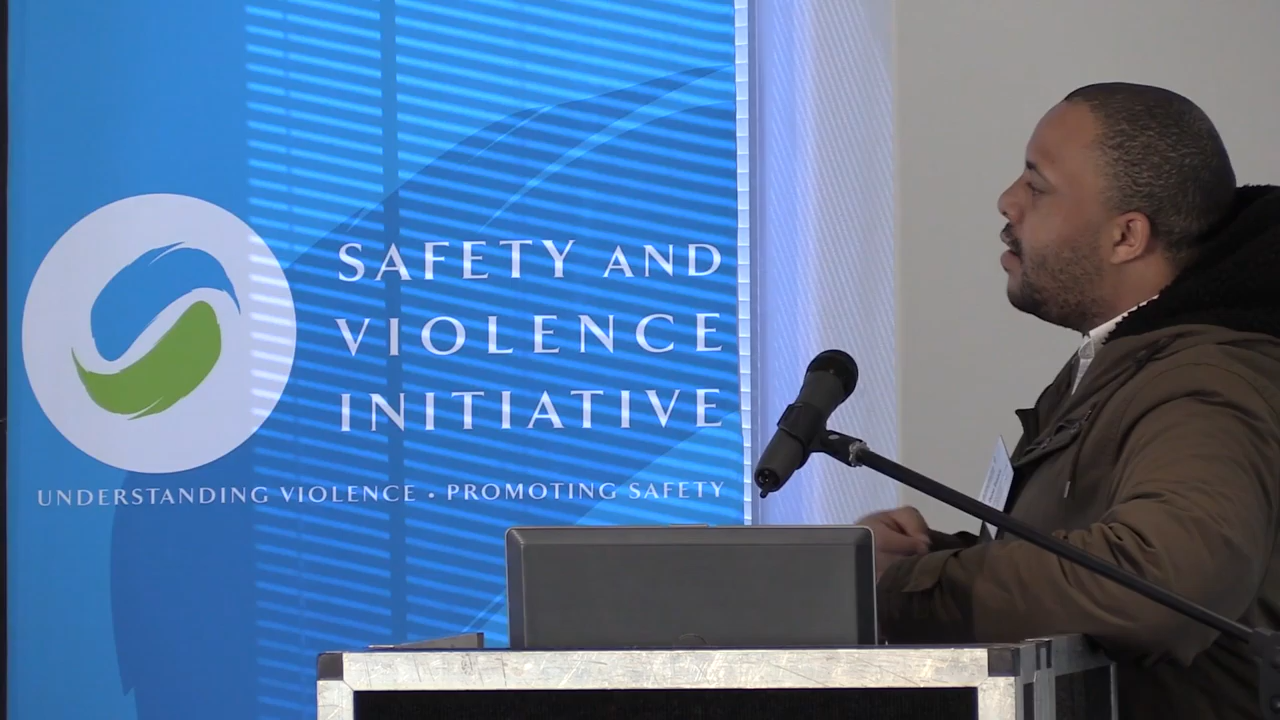 SAFETY AND
VIOLENCE
INITIATIVE
UNDERSTANDING VIOLENCE • PROMOTING SAFETY